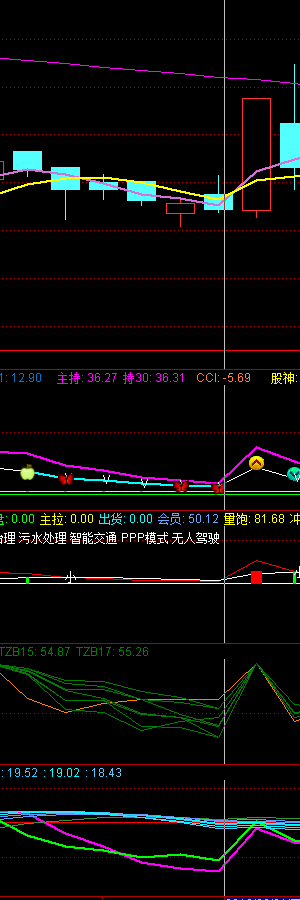 1: 12.90 主持: 36.27 持30: 36.31 CCI: -5.69 股神:
盘: 0.00 主拉: 0.00 出货: 0.00 会员: 50.12 量饱: 81.68 冲
治理 污水处理 智能交通 PPP模式 无人驾驶
TZB15: 54.87 TZB17: 55.26
: 19.52 : 19.02 : 18.43